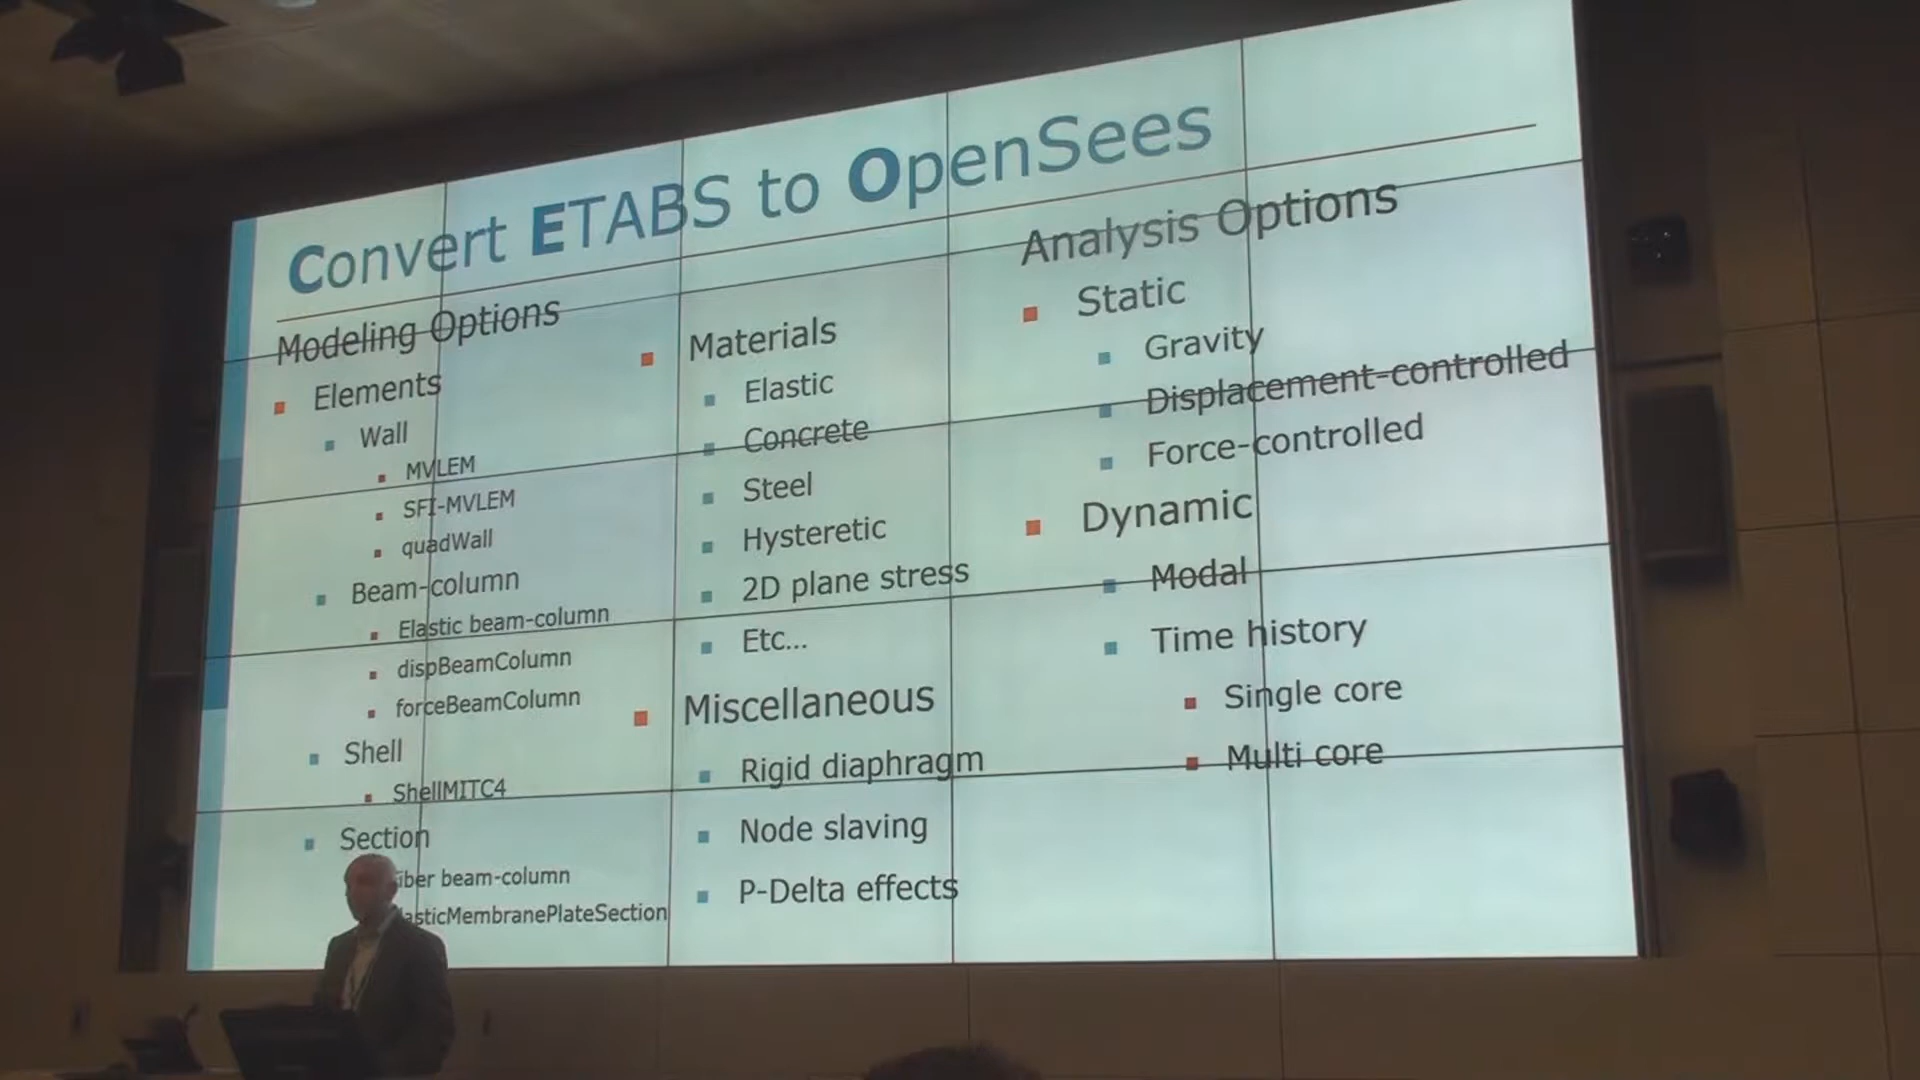 Convert ETABS to OpenSees
Modeling Options
Elements
Wall
MVLEM
SFI-MVLEM
quadWall
Beam-column
Elastic beam-column
dispBeamColumn
forceBeamColumn
Shell
ShellMITC4
Section
iber beam-column
lasticMembranePlateSection
Materials
Elastic
Concrete
Steel
Hysteretic
2D plane stress
Etc...
Miscellaneous
Rigid diaphragm
Node slaving
P-Delta effects
Analysis Options
Static
Gravity
Displacement-controlled
Force-controlled
Dynamic
Modal
Time history
Single core
Multi core